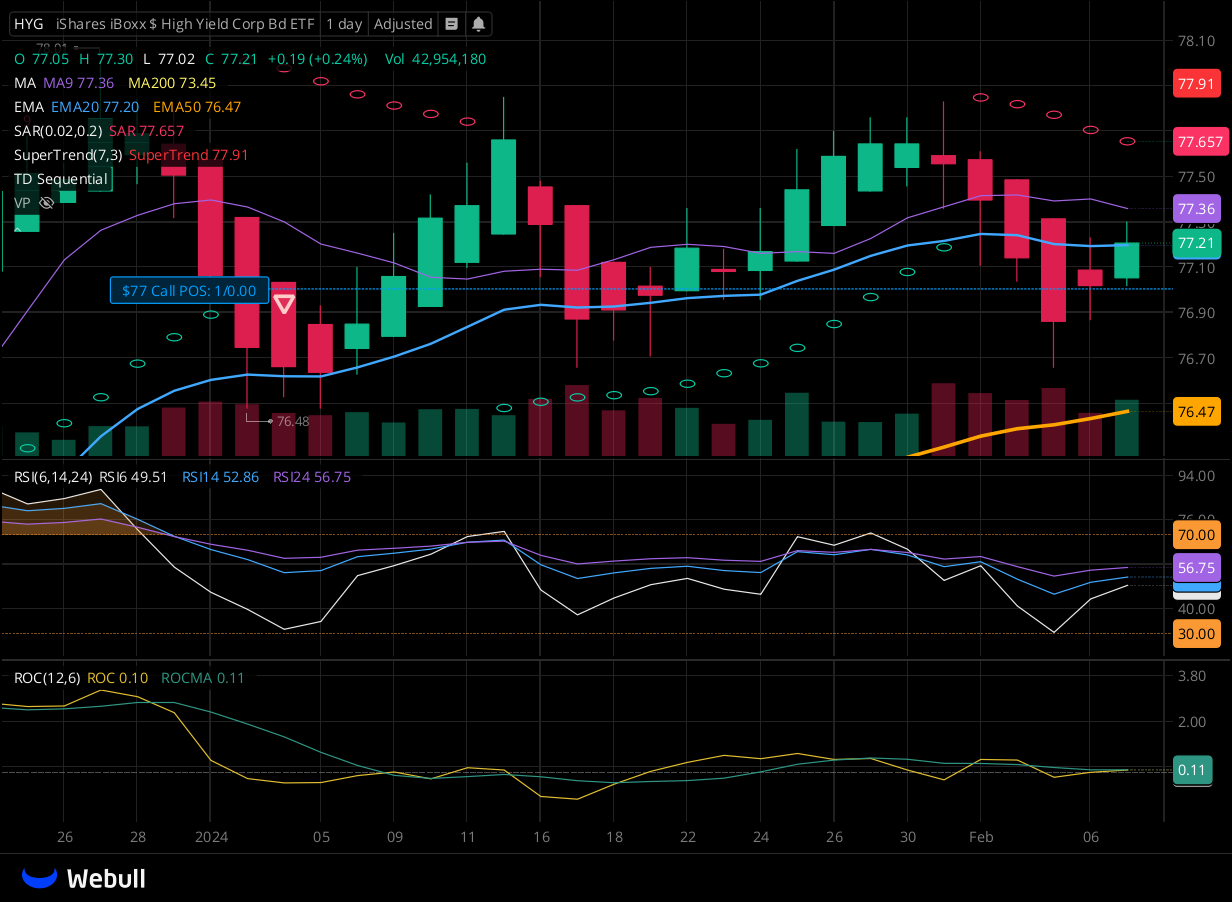 HYG iShares iBoxx $ High Yield Corp Bd ETF 1 day Adjusted
78.10
O 77.05 H 77.30 L 77.02 C 77.21 +0.19 (+0.24%) Vol 42,954,180
MA MA9 77.36 MA200 73.45
77.91
EMA EMA20 77.20 EMA50 76.47
SAR(0.02,0.2) SAR 77.657
77.657
SuperTrend(7,3) SuperTrend 77.91
TD Sequential
77.50
VP
77.36
77.21
77.10
$77 Call POS: 1/0.00
76.90
76.70
76.48
76.47
RSI(6,14,24) RSI6 49.51 RSI14 52.86 RSI24 56.75
94.00
70.00
56.75
40.00
30.00
ROC(12,6) ROC 0.10 ROCMA 0.11
3.80
2.00
0.11
26 28 2024 05 09 11 16 18 22 24 26 30 Feb 06
Webull